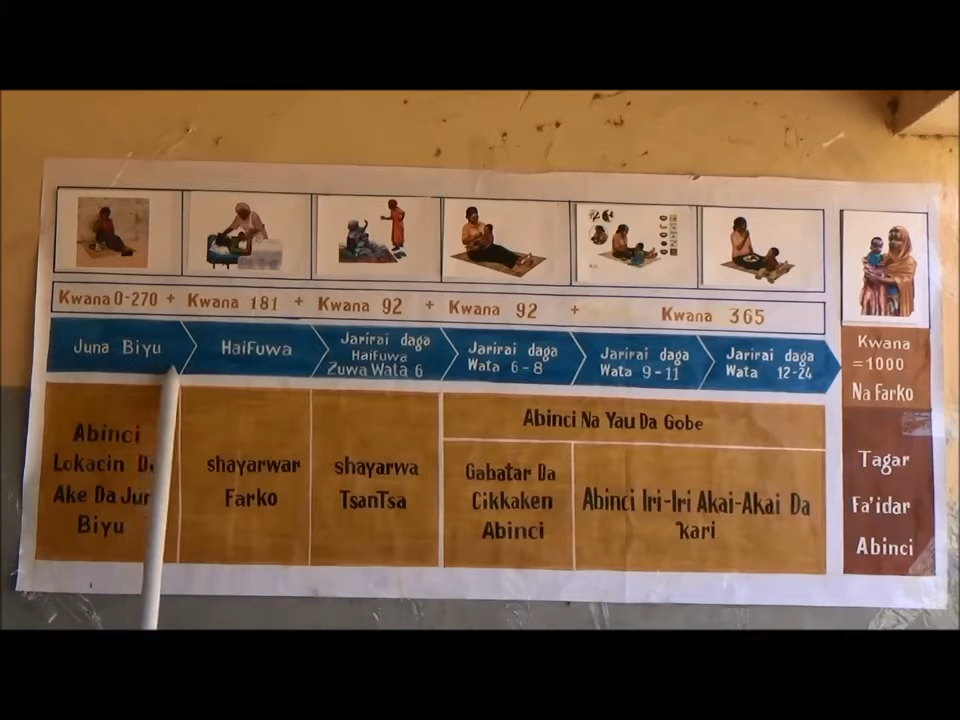 Kwana 0-270 + Kwana 181 + Kwana 92 + Kwana 92 + Kwana 365
Juna Biyu
HaiFuwa
Jarirai daga
HaiFuwa
Zuwa Wata 6
Jarirai daga
Wata 6-8
Jarirai daga
Wata 9-11
Jarirai daga
Wata 12-24
Kwana
=1000
Na Farko
Abinci
Lokacin
Ake Da
Biyu
shayarwar
Farko
shayarwa
TsanTsa
Abinci Na Yau Da Gobe
Gabatar Da
Cikkaken
Abinci
Abinci Iri-Iri Akai-Akai Da
Ƙari
Tagar
Fa'idar
Abinci